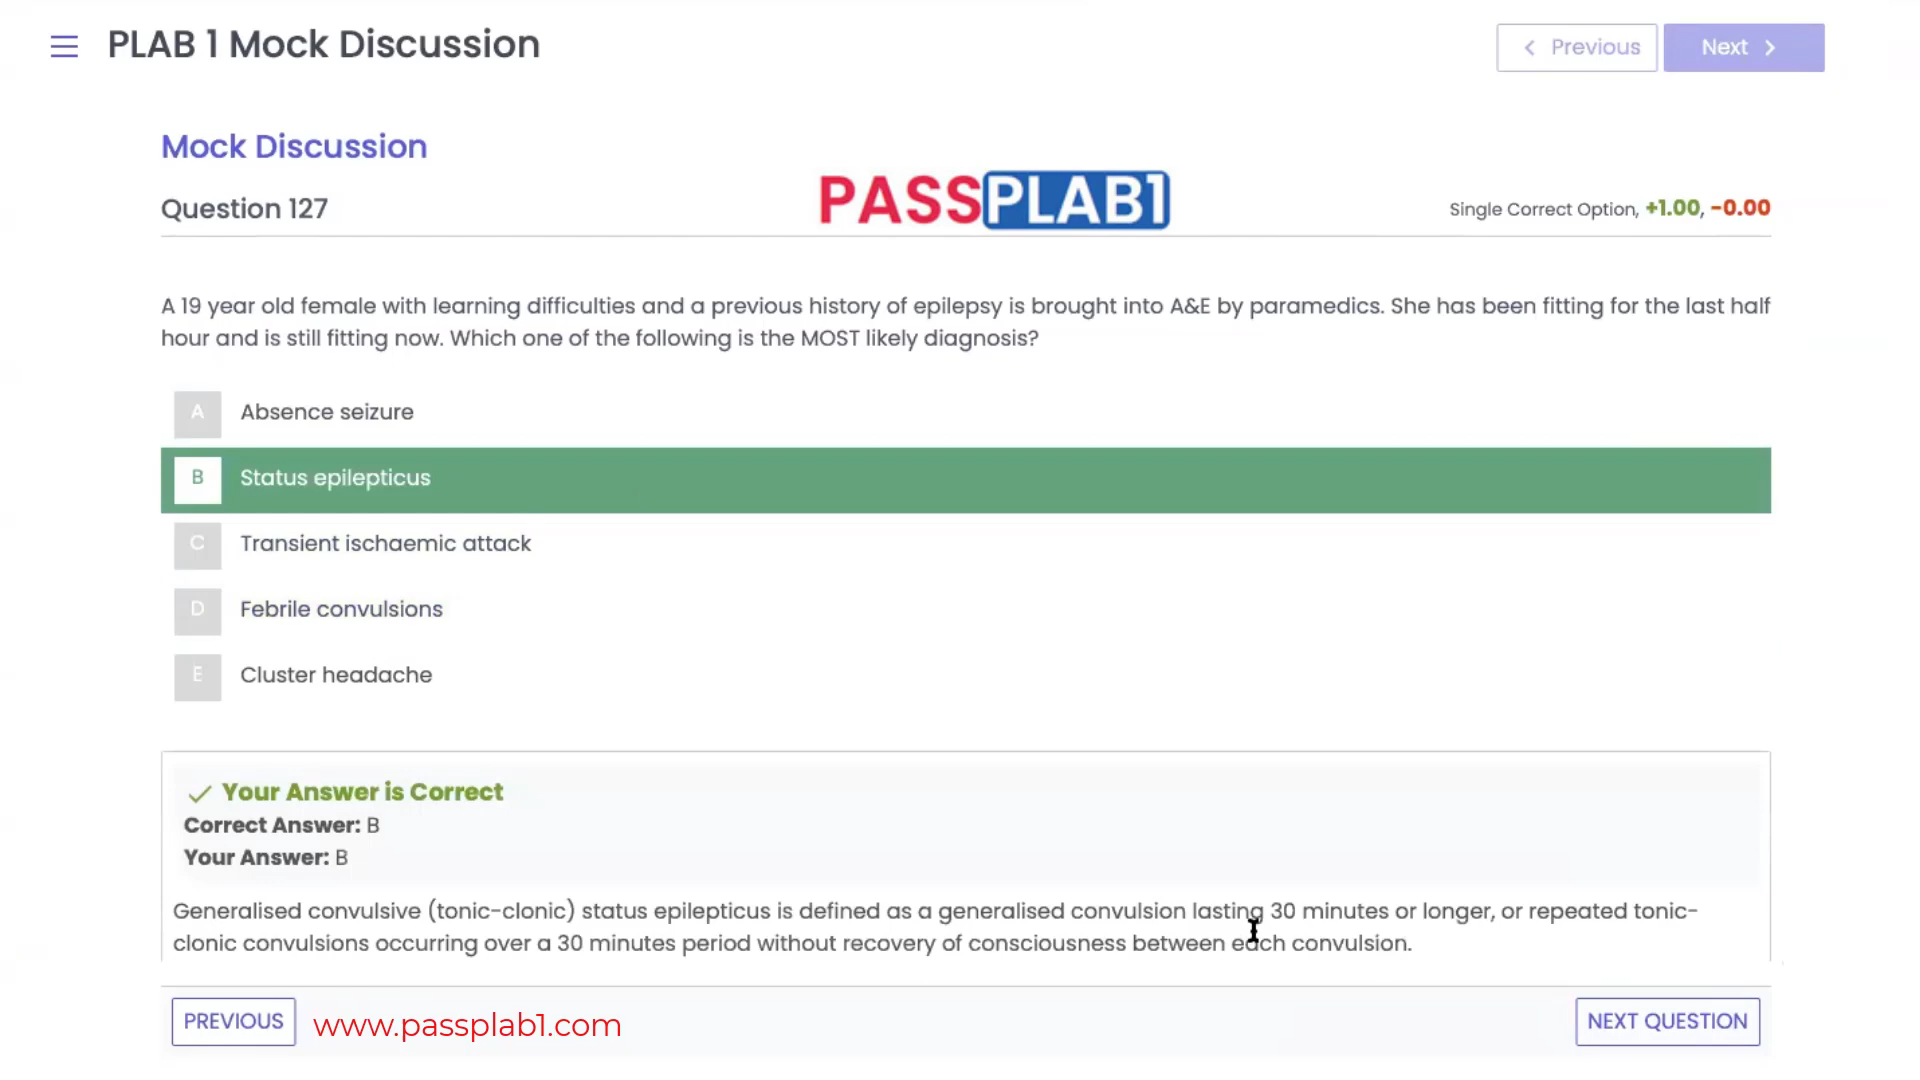 PLAB 1 Mock Discussion
Previous
Next
Mock Discussion
Question 127
PASSPLAB1
Single Correct Option, +1.00, -0.00
A 19 year old female with learning difficulties and a previous history of epilepsy is brought into A&E by paramedics. She has been fitting for the last half
hour and is still fitting now. Which one of the following is the MOST likely diagnosis?
A Absence seizure
B Status epilepticus
C Transient ischaemic attack
D Febrile convulsions
E Cluster headache
Your Answer is Correct
Correct Answer: B
Your Answer: B
Generalised convulsive (tonic-clonic) status epilepticus is defined as a generalised convulsion lasting 30 minutes or longer, or repeated tonic-
clonic convulsions occurring over a 30 minutes period without recovery of consciousness between each convulsion.
PREVIOUS
www.passplab1.com
NEXT QUESTION